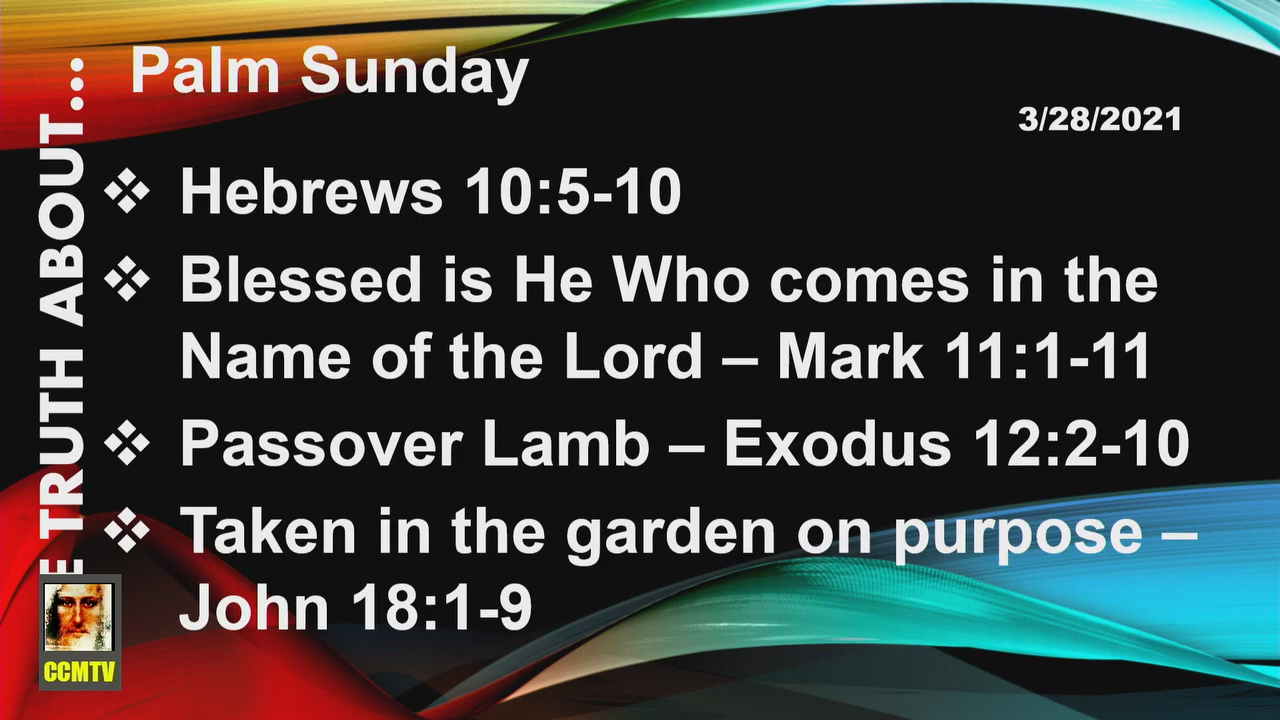 Palm Sunday
3/28/2021
E TRUTH ABOUT...
❖ Hebrews 10:5-10
❖ Blessed is He Who comes in the
Name of the Lord – Mark 11:1-11
❖ Passover Lamb – Exodus 12:2-10
❖ Taken in the garden on purpose –
John 18:1-9
CCMTV